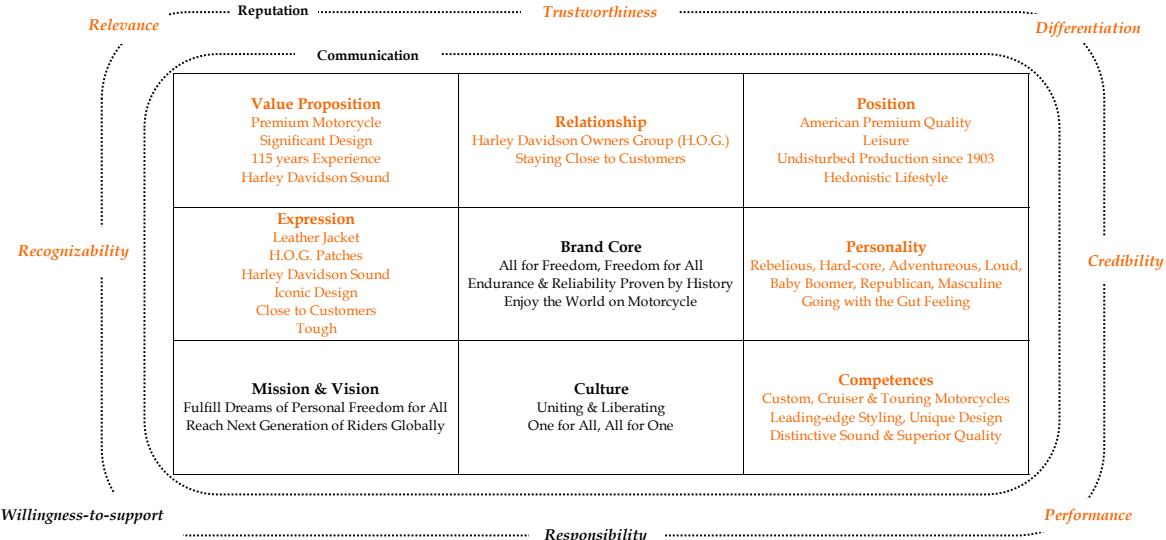 Reputation
Trustworthiness
Relevance
Differentiation
Communication
Value Proposition
Premium Motorcycle
Significant Design
115 years Experience
Harley Davidson Sound
Relationship
Harley Davidson Owners Group (H.O.G.)
Staying Close to Customers
Position
American Premium Quality
Leisure
Undisturbed Production since 1903
Hedonistic Lifestyle
Recognizability
Expression
Leather Jacket
H.O.G. Patches
Harley Davidson Sound
Iconic Design
Close to Customers
Tough
Brand Core
All for Freedom, Freedom for All
Endurance & Reliability Proven by History
Enjoy the World on Motorcycle
Personality
Rebelious, Hard-core, Adventureous, Loud,
Baby Boomer, Republican, Masculine
Going with the Gut Feeling
Credibility
Mission & Vision
Fulfill Dreams of Personal Freedom for All
Reach Next Generation of Riders Globally
Culture
Uniting & Liberating
One for All, All for One
Competences
Custom, Cruiser & Touring Motorcycles
Leading-edge Styling, Unique Design
Distinctive Sound & Superior Quality
Willingness-to-support
Responsibility
Performance